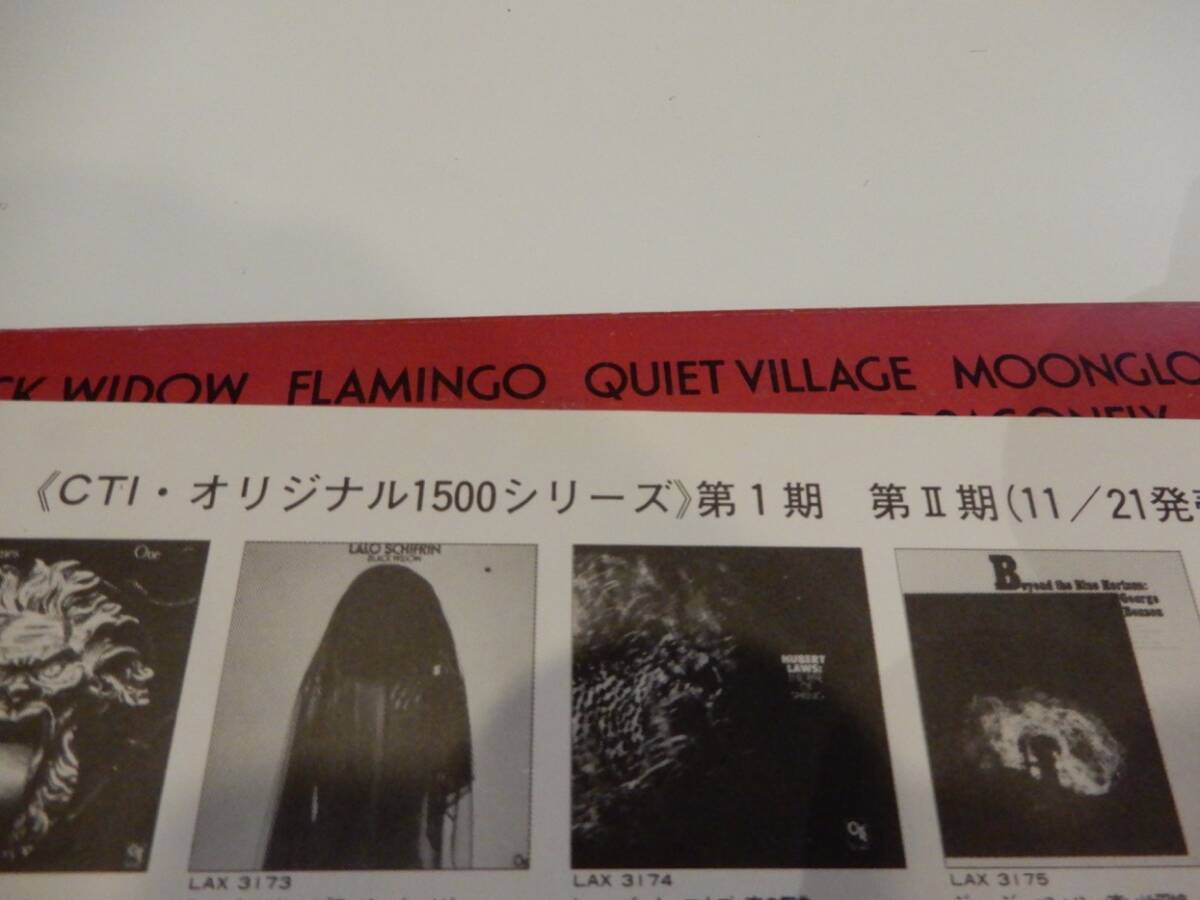 WIDOW FLAMINGO QUIET VILLAGE
《CTI・オリジナル1500シリーズ》第1期 第II期(11/21発
One
LALO SCHIFRIN
BLACK WIDOW
HUBERT
LAWS:
Beyond the Blue Horizon:
George
Benson
LAX 3173
LAX 3174
LAX 3175